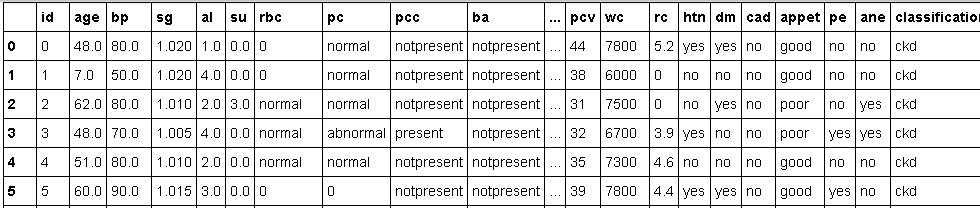 id age bp sg al su rbc pc pcc ba ... pcv wc rc htn dm cad appet pe ane classification
0 0 48.0 80.0 1.020 1.0 0.0 0 normal notpresent notpresent ... 44 7800 5.2 yes yes no good no no ckd
1 1 7.0 50.0 1.020 4.0 0.0 0 normal notpresent notpresent ... 38 6000 0 no no no good no no ckd
2 2 62.0 80.0 1.010 2.0 3.0 normal normal notpresent notpresent ... 31 7500 0 no yes no poor no yes ckd
3 3 48.0 70.0 1.005 4.0 0.0 normal abnormal present notpresent ... 32 6700 3.9 yes no no poor yes yes ckd
4 4 51.0 80.0 1.010 2.0 0.0 normal normal notpresent notpresent ... 35 7300 4.6 no no no good no no ckd
5 5 60.0 90.0 1.015 3.0 0.0 0 0 notpresent notpresent ... 39 7800 4.4 yes yes no good yes no ckd